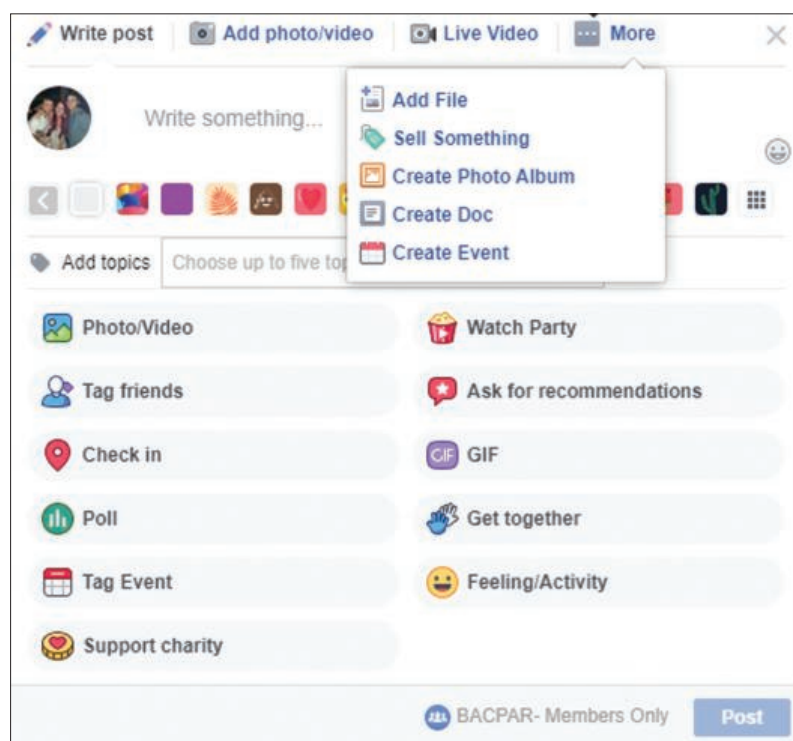 Write post Add photo/video Live Video More
Write something...
Add File
Sell Something
Create Photo Album
Create Doc
Create Event
Add topics Choose up to five
Photo/Video Watch Party
Tag friends Ask for recommendations
Check in GIF GIF
Poll Get together
Tag Event Feeling/Activity
Support charity
BACPAR- Members Only Post